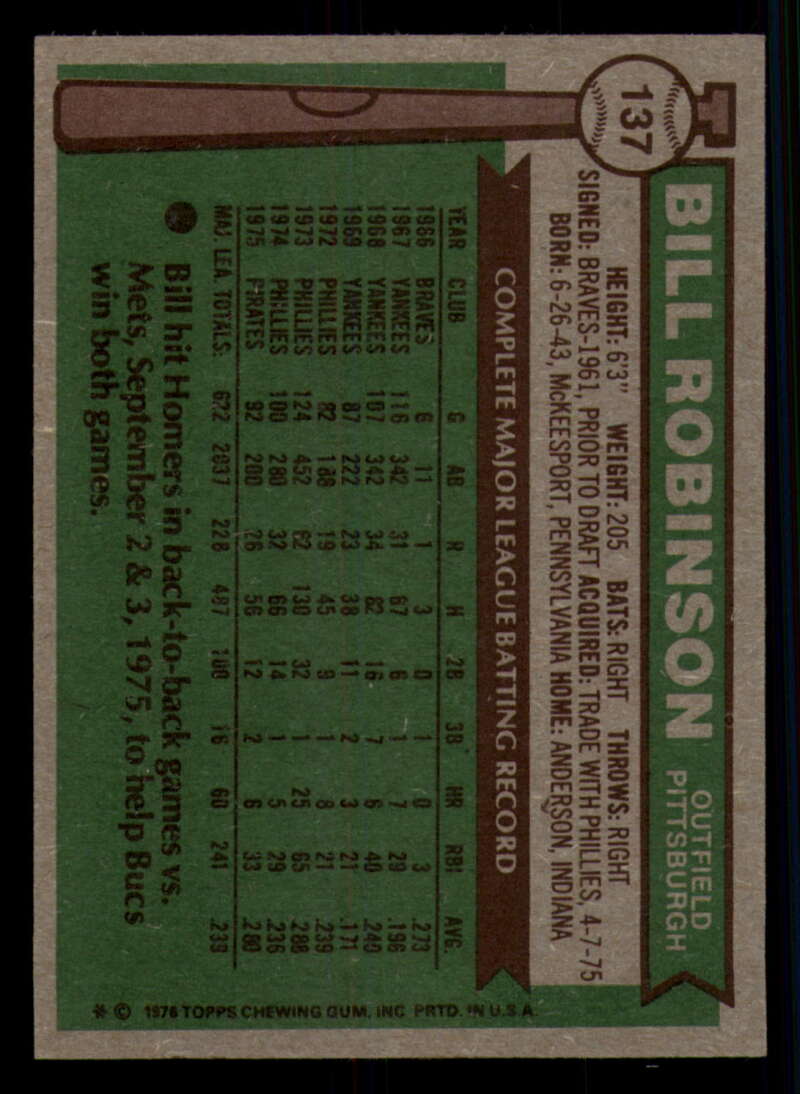 137
BILL ROBINSON
OUTFIELD
PITTSBURGH
HEIGHT: 6'3" WEIGHT: 205 BATS: RIGHT THROWS: RIGHT
SIGNED: BRAVES-1961, PRIOR TO DRAFT ACQUIRED: TRADE WITH PHILLIES, 4-7-75
BORN: 6-26-43, McKEESPORT, PENNSYLVANIA HOME: ANDERSON, INDIANA
COMPLETE MAJOR LEAGUE BATTING RECORD
YEAR CLUB G AB R H 2B 3B HR RBI AVG.
1966 BRAVES 6 11 1 3 0 1 0 3 .273
1967 YANKEES 116 342 31 67 6 1 7 29 .196
1968 YANKEES 107 342 34 82 16 7 6 40 .240
1969 YANKEES 87 222 23 38 11 2 3 21 .171
1972 PHILLIES 82 188 19 45 9 1 8 21 .239
1973 PHILLIES 124 452 62 130 32 1 25 65 .288
1974 PHILLIES 100 280 32 66 14 1 5 29 .236
1975 PIRATES 92 200 26 56 12 2 6 33 .280
MAJ. LEA. TOTALS: 2037 228 487 100 16 60 241 .239
Bill hit Homers in back-to-back games vs.
Mets, September 2 & 3, 1975, to help Bucs
win both games.
* © 1976 TOPPS CHEWING GUM, INC. PRTD. IN U.S.A.